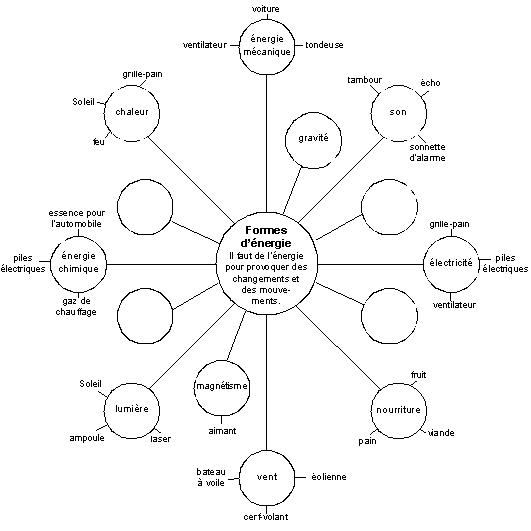 voiture
énergie
mécanique
ventilateur
tondeuse
grille-pain
Soleil
chaleur
feu
tambour
écho
son
sonnette
d'alarme
gravité
essence pour
l'automobile
énergie
chimique
piles
électriques
gaz de
chauffage
Formes
d'énergie
Il faut de l'énergie
pour provoquer des
changements et
des mouve-
ments.
grille-pain
électricité
piles
électriques
ventilateur
Soleil
lumière
ampoule
laser
magnétisme
aimant
fruit
nourriture
pain
viande
bateau
à voile
vent
éolienne
cerf-volant